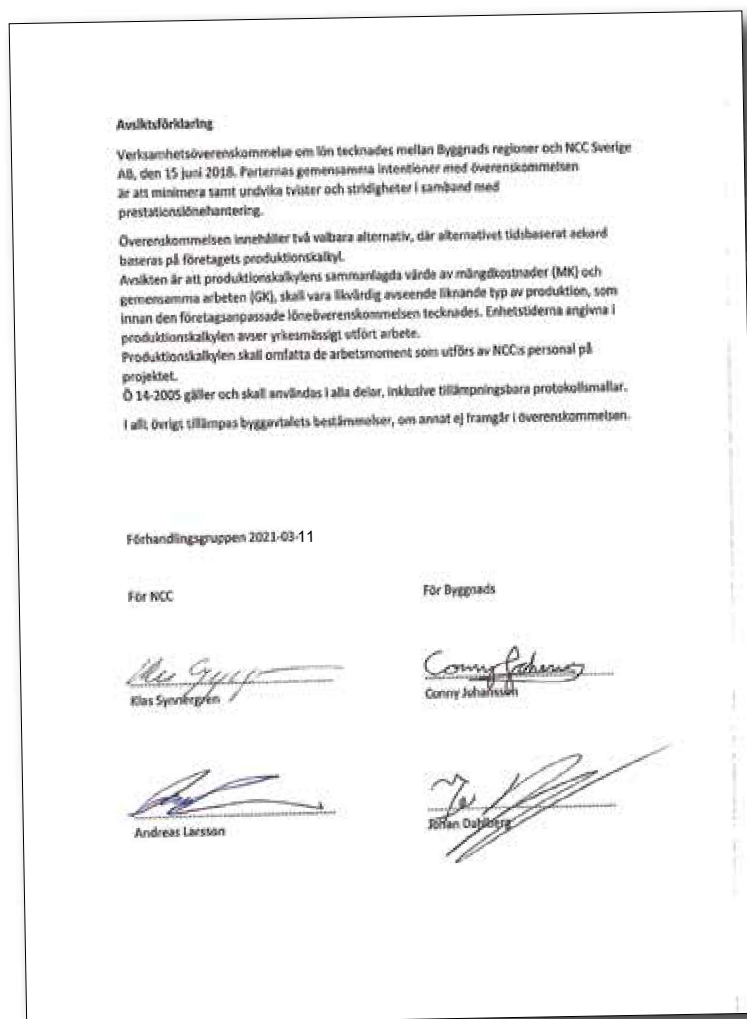 Avsiktsförklaring
Verksamhetsöverenskommelse om lön tecknades mellan Byggnads regioner och NCC Sverige
AB, den 15 juni 2018. Parternas gemensamma intentioner med överenskommelsen
är att minimera samt undvika tvister och stridigheter i samband med
prestationslönehantering.
Överenskommelsen innehåller två valbara alternativ, där alternativet tidsbaserat ackord
baseras på företagets produktionskalkyl.
Avsikten är att produktionskalkylens sammanlagda värde av mängdkostnader (MK) och
gemensamma arbeten (GK), skall vara likvärdig avseende liknande typ av produktion, som
innan den företagsanpassade löneöverenskommelsen tecknades. Enhetstiderna angivna i
produktionskalkylen avser yrkesmässigt utfört arbete.
Produktionskalkylen skall omfatta de arbetsmoment som utförs av NCC:s personal på
projektet.
Ö 14-2005 gäller och skall användas i alla delar, inklusive tillämpningsbara protokollsmallar.
I allt övrigt tillämpas byggavtalets bestämmelser, om annat ej framgår i överenskommelsen.
Förhandlingsgruppen 2021-03-11
För NCC
För Byggnads
Conny Johansson
Klas Synnergren
Conny Johansson
Andreas Larsson
Johan Dahlberg